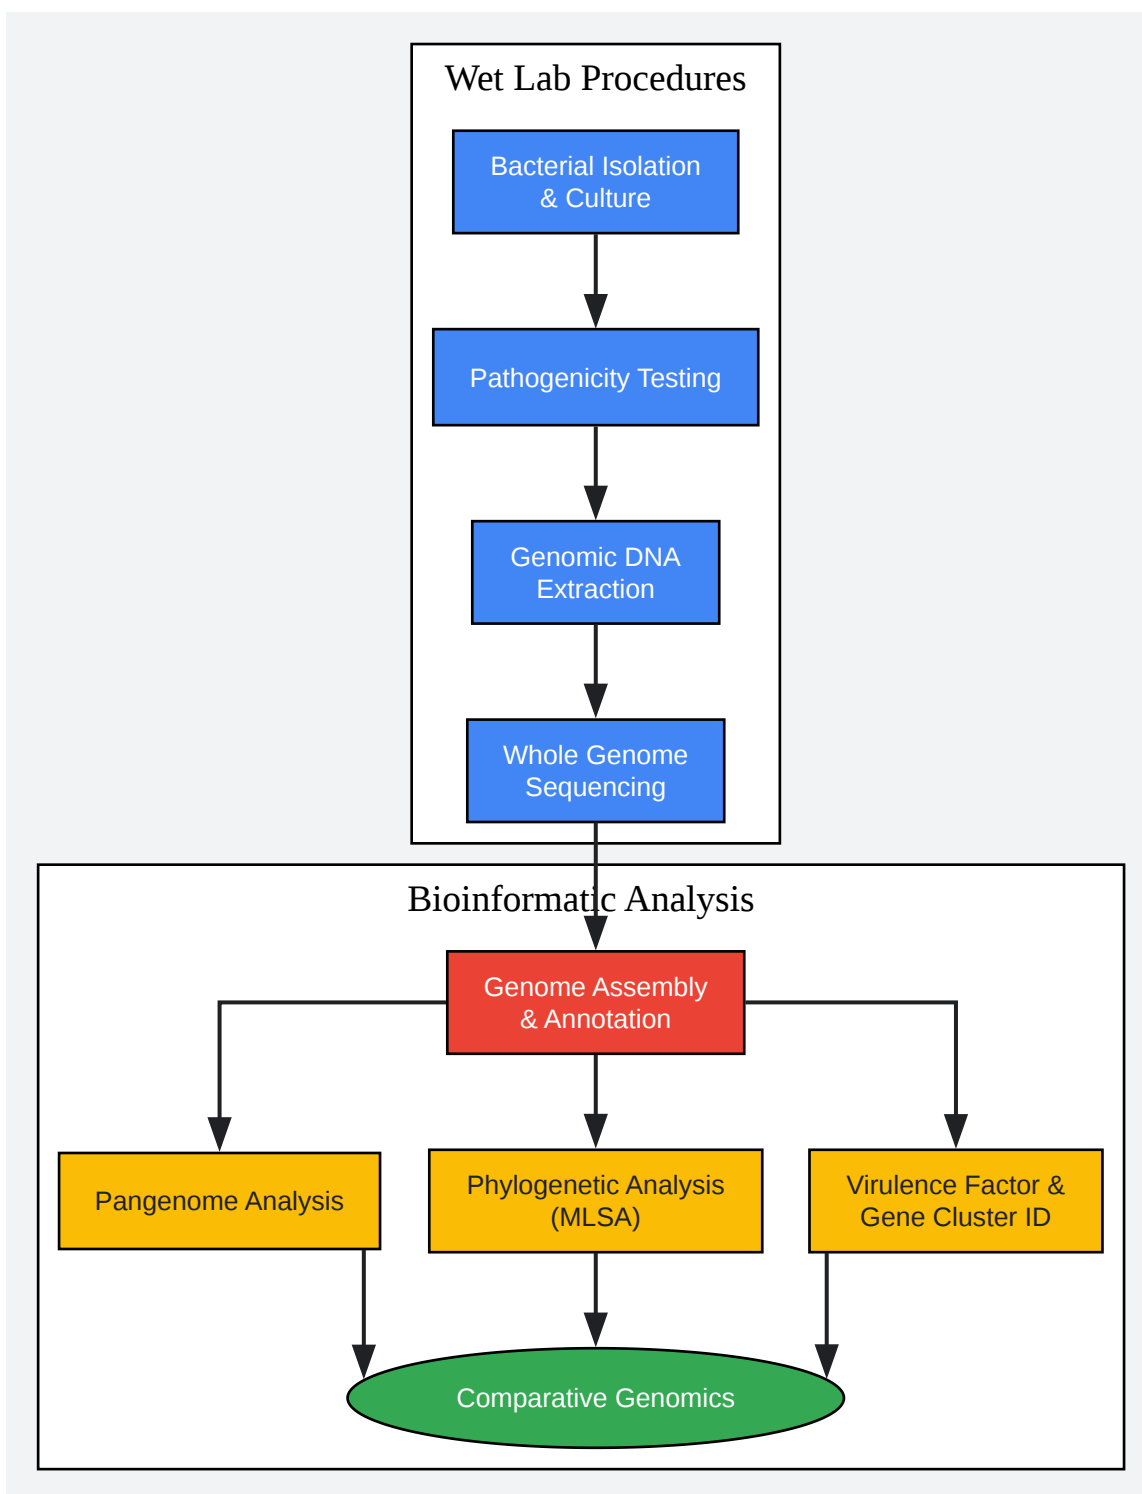 Wet Lab Procedures
Bacterial Isolation
& Culture
Pathogenicity Testing
Genomic DNA
Extraction
Whole Genome
Sequencing
Bioinformatic Analysis
Genome Assembly
& Annotation
Pangenome Analysis
Phylogenetic Analysis
(MLSA)
Virulence Factor &
Gene Cluster ID
Comparative Genomics